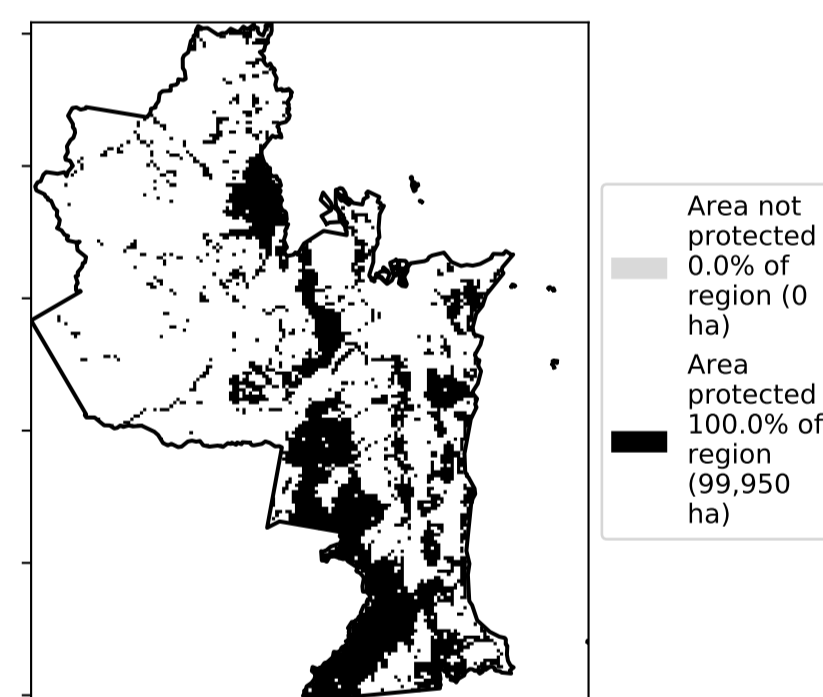 Area not
protected
0.0% of
region (0
ha)
Area
protected
100.0% of
region
(99,950
ha)